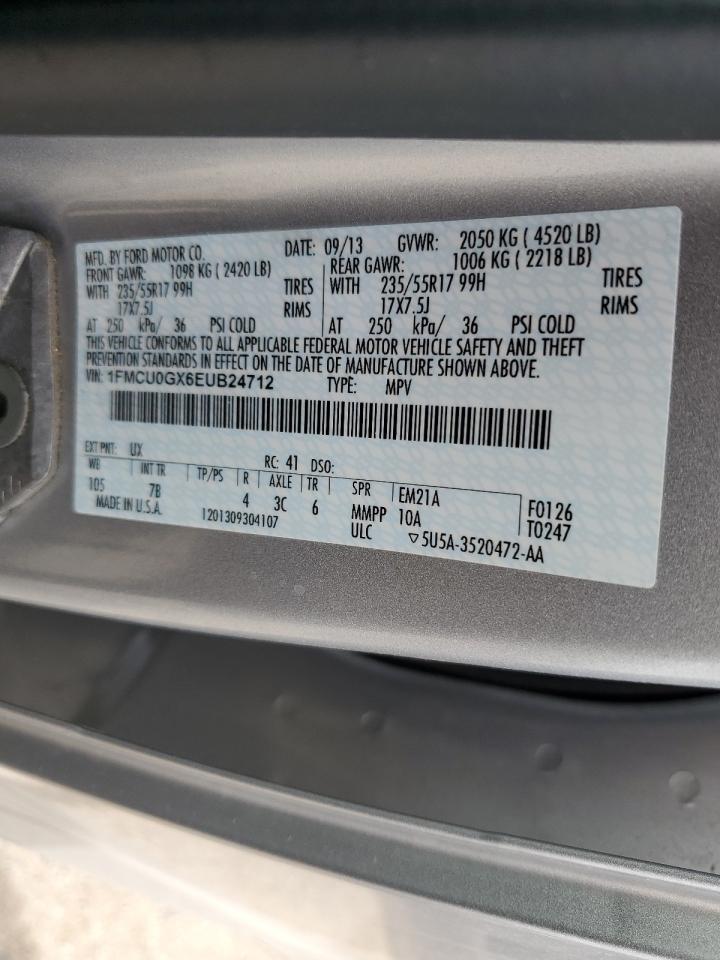 MFD. BY FORD MOTOR CO. DATE: 09/13 GVWR: 2050 KG ( 4520 LB)
FRONT GAWR: 1098 KG ( 2420 LB) REAR GAWR: 1006 KG ( 2218 LB)
WITH 235/55R17 99H TIRES WITH 235/55R17 99H TIRES
17X7.5J RIMS 17X7.5J RIMS
AT 250 kPa/ 36 PSI COLD AT 250 kPa/ 36 PSI COLD
THIS VEHICLE CONFORMS TO ALL APPLICABLE FEDERAL MOTOR VEHICLE SAFETY AND THEFT
PREVENTION STANDARDS IN EFFECT ON THE DATE OF MANUFACTURE SHOWN ABOVE.
VIN: 1FMCU0GX6EUB24712 TYPE: MPV
EXT PNT: UX RC: 41 DSO:
WB INT TR TP/PS R AXLE TR SPR EM21A F0126
105 7B 4 3C 6 MMPP 10A T0247
MADE IN U.S.A. 1201309304107 ULC ▽5U5A-3520472-AA